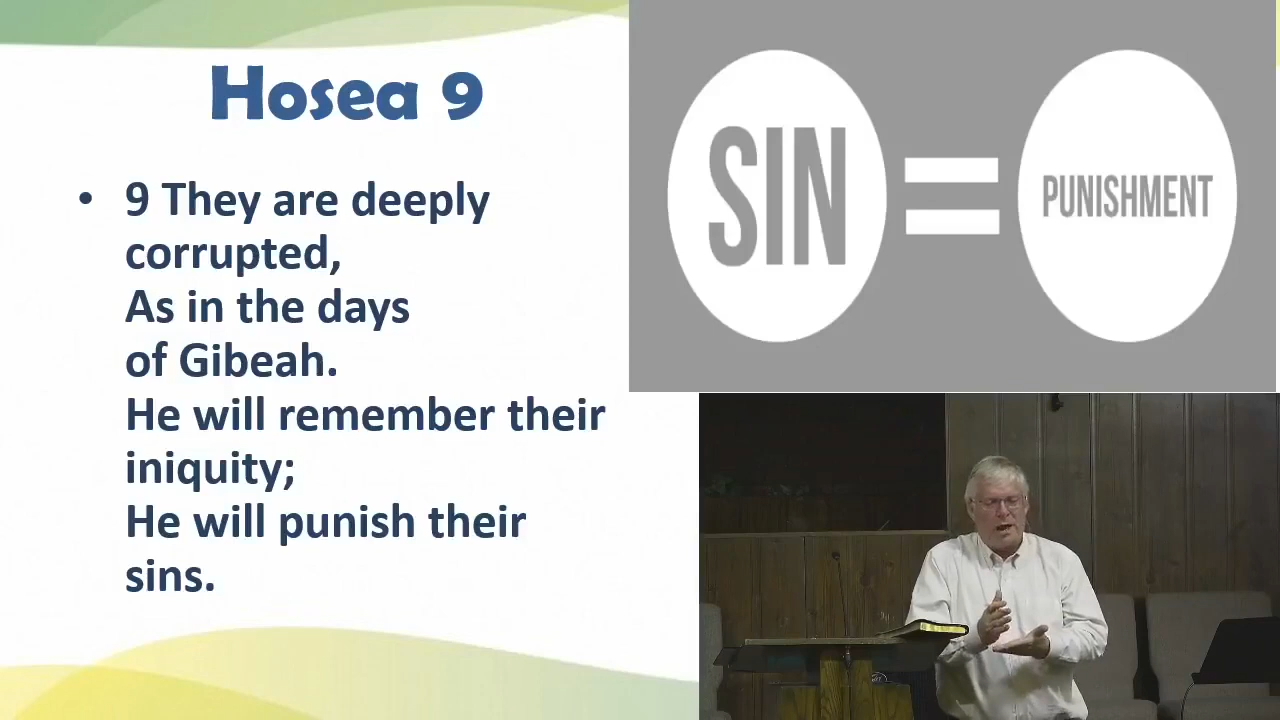 Hosea 9
• 9 They are deeply
corrupted,
As in the days
of Gibeah.
He will remember their
iniquity;
He will punish their
sins.
SIN = PUNISHMENT